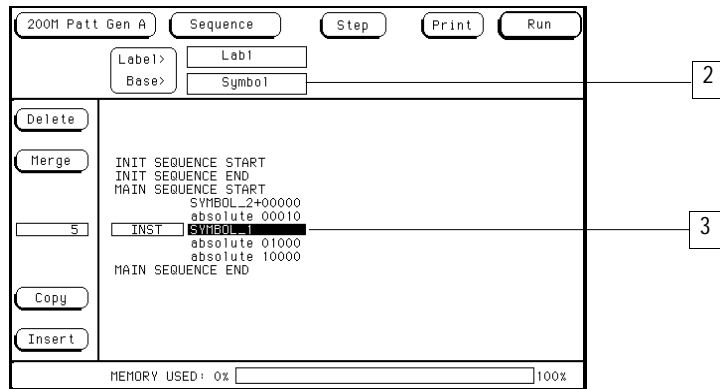 200M Patt Gen A Sequence Step Print Run
Label> Lab1
Base> Symbol
2
Delete
Merge
INIT SEQUENCE START
INIT SEQUENCE END
MAIN SEQUENCE START
SYMBOL_2+00000
absolute 00010
5 INST SYMBOL_1
3
absolute 01000
absolute 10000
MAIN SEQUENCE END
Copy
Insert
MEMORY USED: 0% 100%